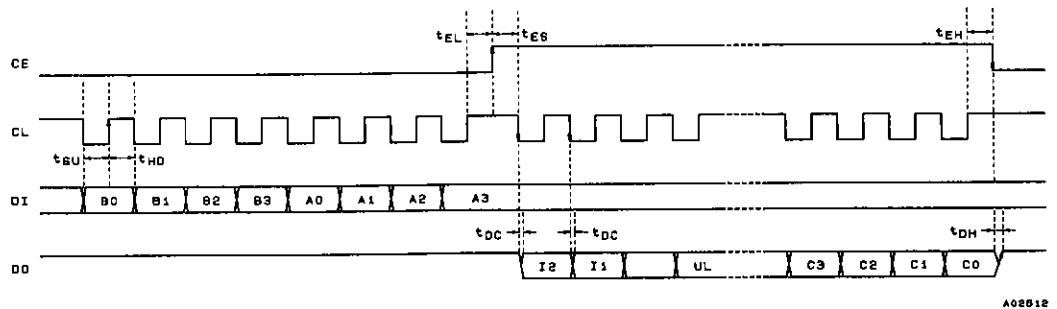 tEL tES tEH
CE
CL
tSU tHD
DI B0 B1 B2 B3 A0 A1 A2 A3
tDC tDC tDH
DO I2 I1 UL C3 C2 C1 C0
A02612